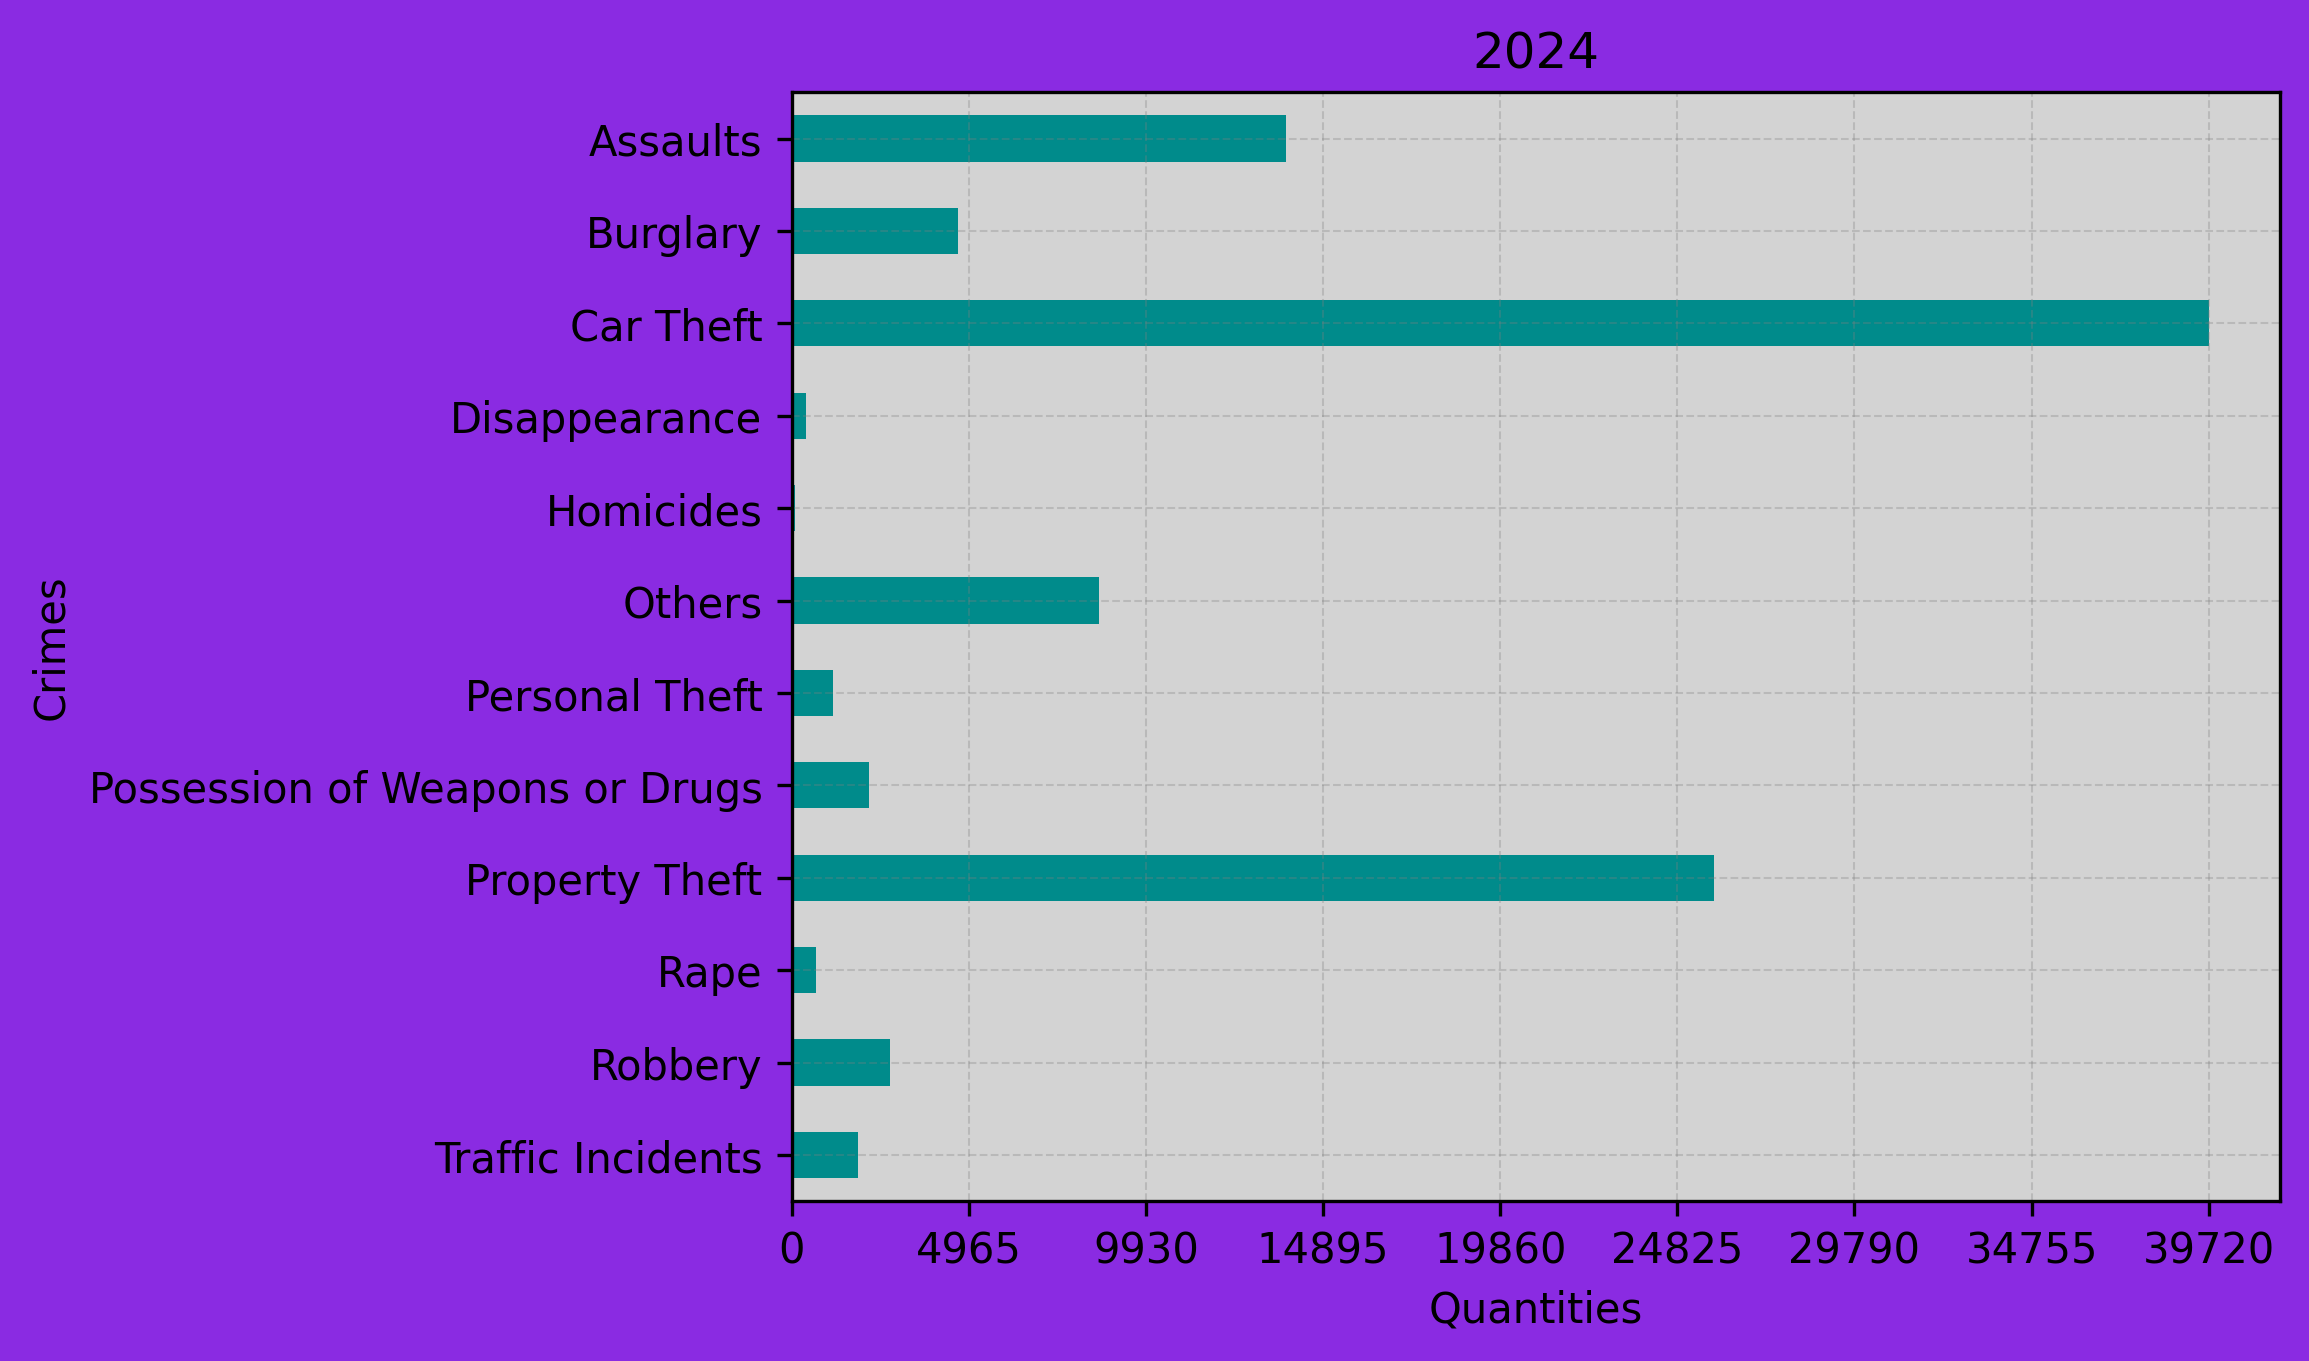 2024
Assaults
Burglary
Car Theft
Disappearance
Homicides
Others
Personal Theft
Possession of Weapons or Drugs
Property Theft
Rape
Robbery
Traffic Incidents
Crimes
0 4965 9930 14895 19860 24825 29790 34755 39720
Quantities